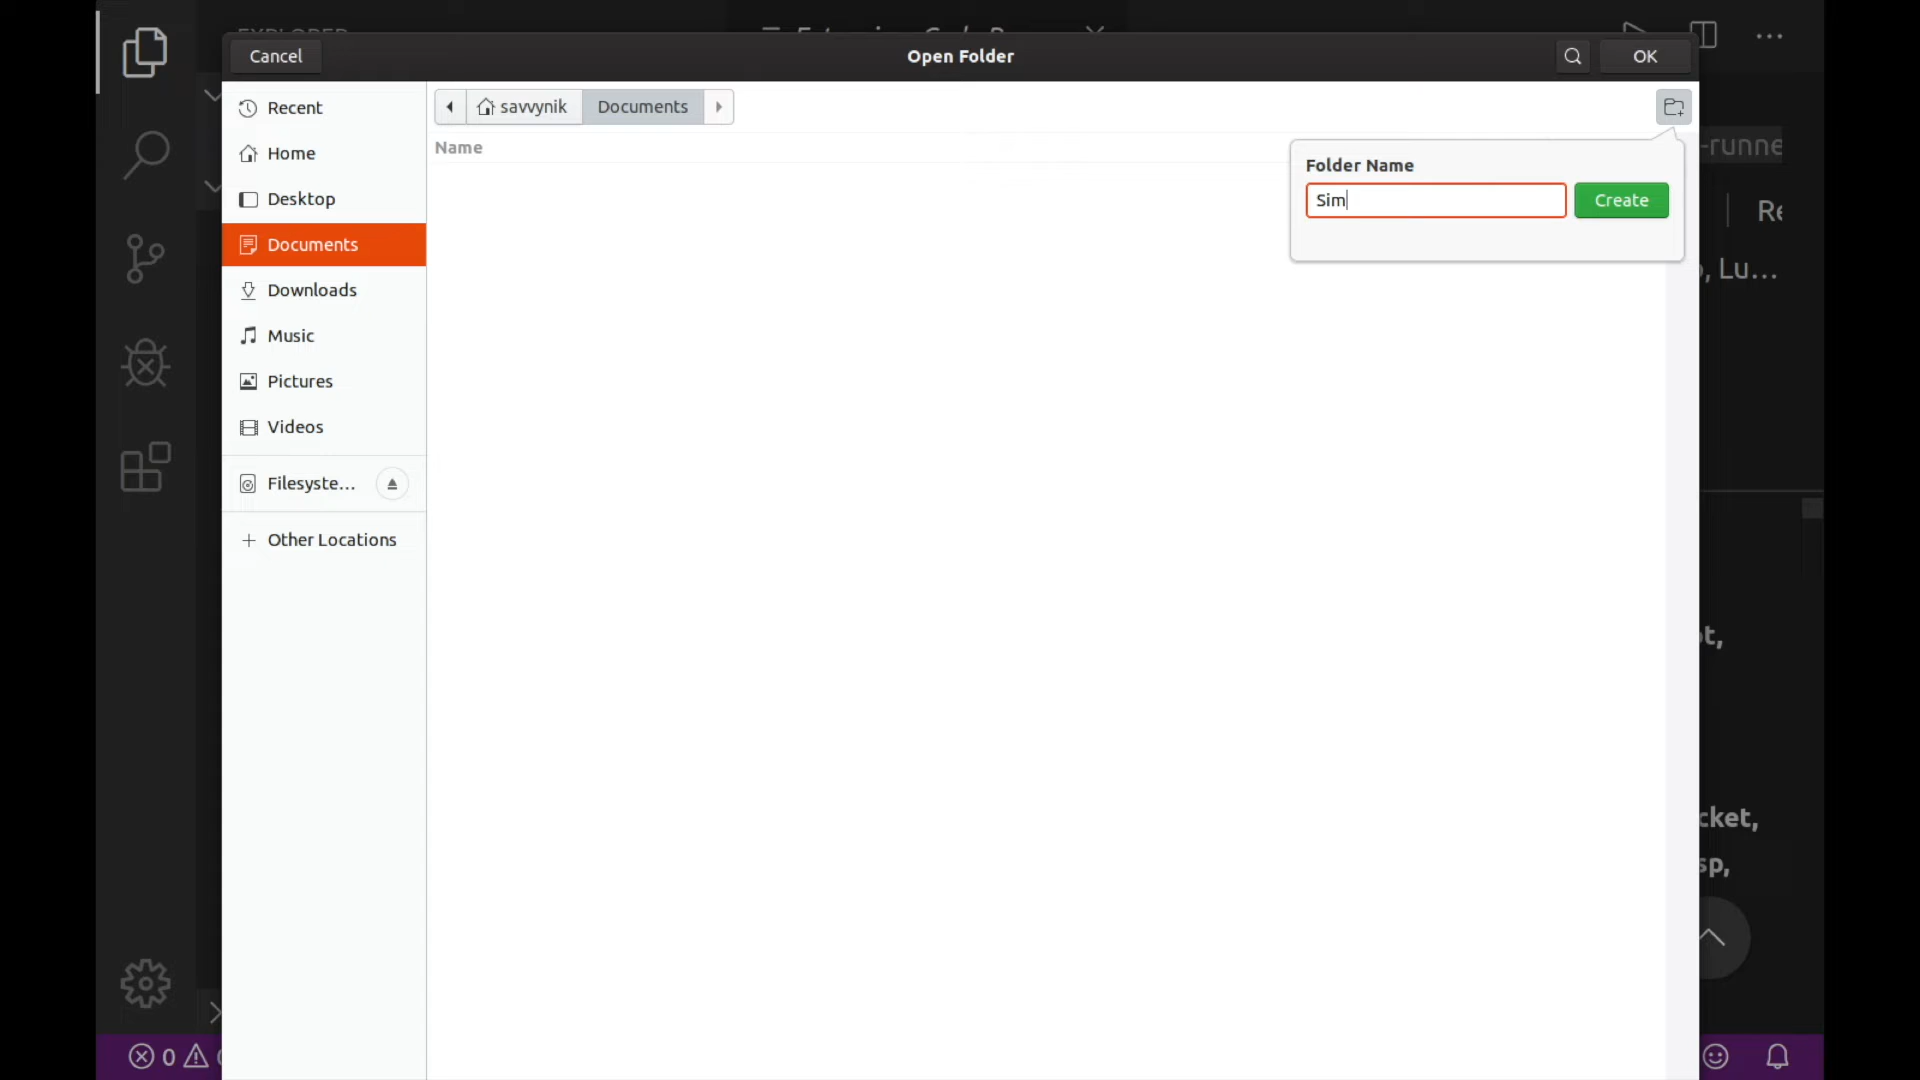 Cancel
Open Folder
OK
Recent
savvynik
Documents
Home
Name
Folder Name
Sim
Create
Desktop
Documents
Downloads
Music
Pictures
Videos
Filesyste...
Other Locations
-runne
, Lu...
cket,
sp,
0